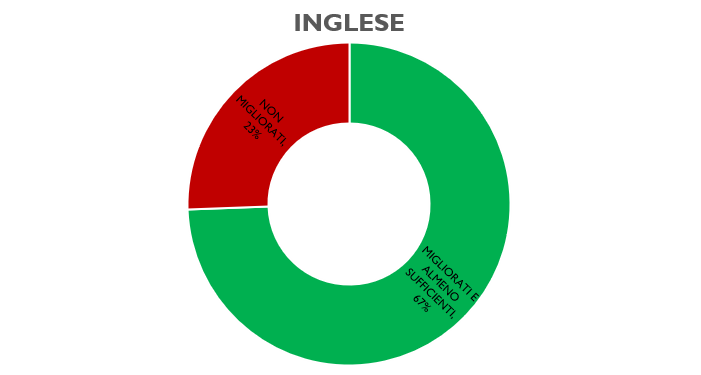 INGLESE
NON
MIGLIORATI,
23%
MIGLIORATI E
ALMENO
SUFFICIENTI,
67%